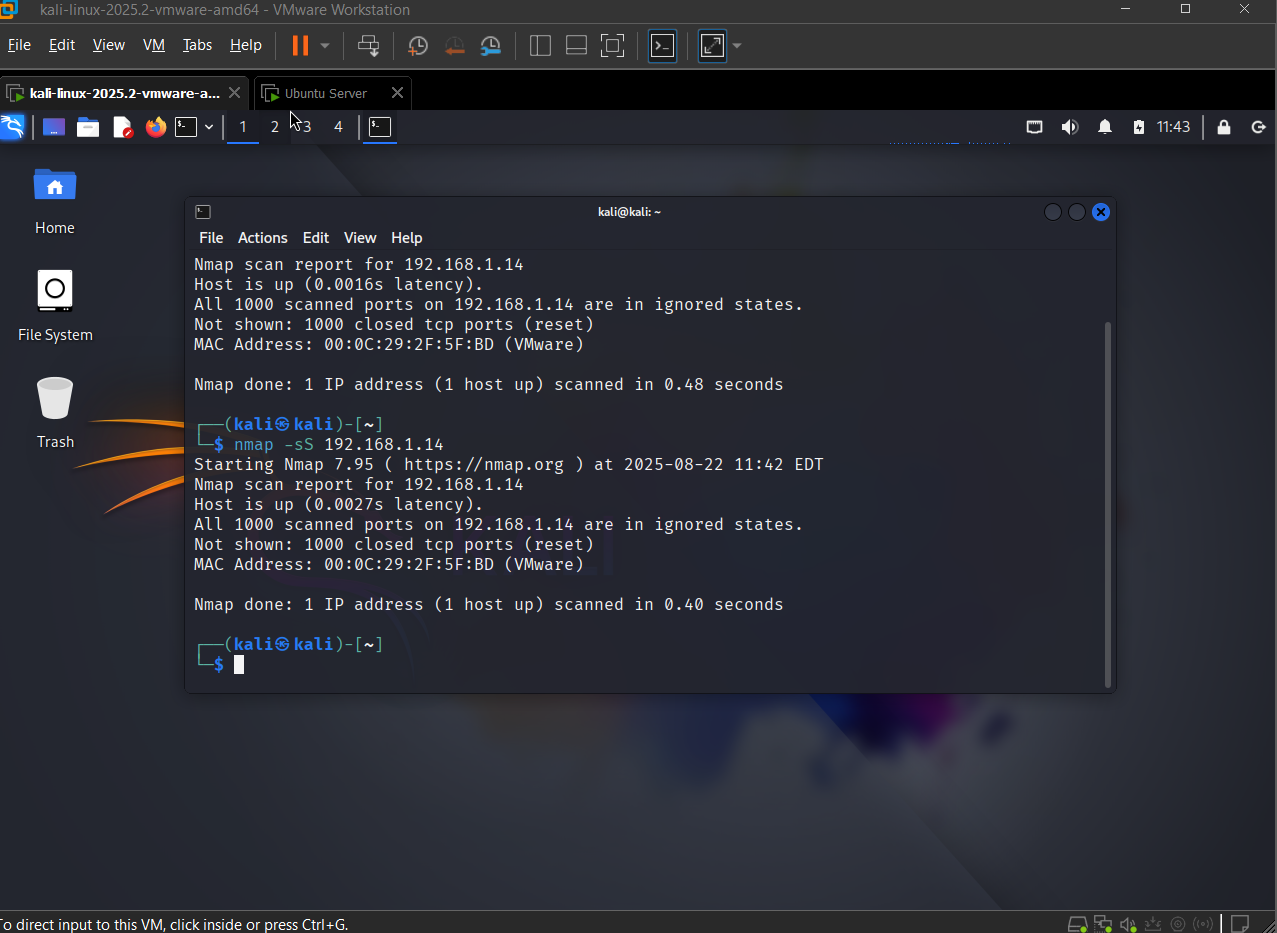 kali-linux-2025.2-vmware-amd64 - VMware Workstation
File Edit View VM Tabs Help
kali-linux-2025.2-vmware-a... Ubuntu Server
1 2 3 4 11:43
Home
File System
Trash
kali@kali: ~
File Actions Edit View Help
Nmap scan report for 192.168.1.14
Host is up (0.0016s latency).
All 1000 scanned ports on 192.168.1.14 are in ignored states.
Not shown: 1000 closed tcp ports (reset)
MAC Address: 00:0C:29:2F:5F:BD (VMware)
Nmap done: 1 IP address (1 host up) scanned in 0.48 seconds
┌──(kali㉿kali)-[~]
└─$ nmap -sS 192.168.1.14
Starting Nmap 7.95 ( https://nmap.org ) at 2025-08-22 11:42 EDT
Nmap scan report for 192.168.1.14
Host is up (0.0027s latency).
All 1000 scanned ports on 192.168.1.14 are in ignored states.
Not shown: 1000 closed tcp ports (reset)
MAC Address: 00:0C:29:2F:5F:BD (VMware)
Nmap done: 1 IP address (1 host up) scanned in 0.40 seconds
┌──(kali㉿kali)-[~]
└─$
To direct input to this VM, click inside or press Ctrl+G.